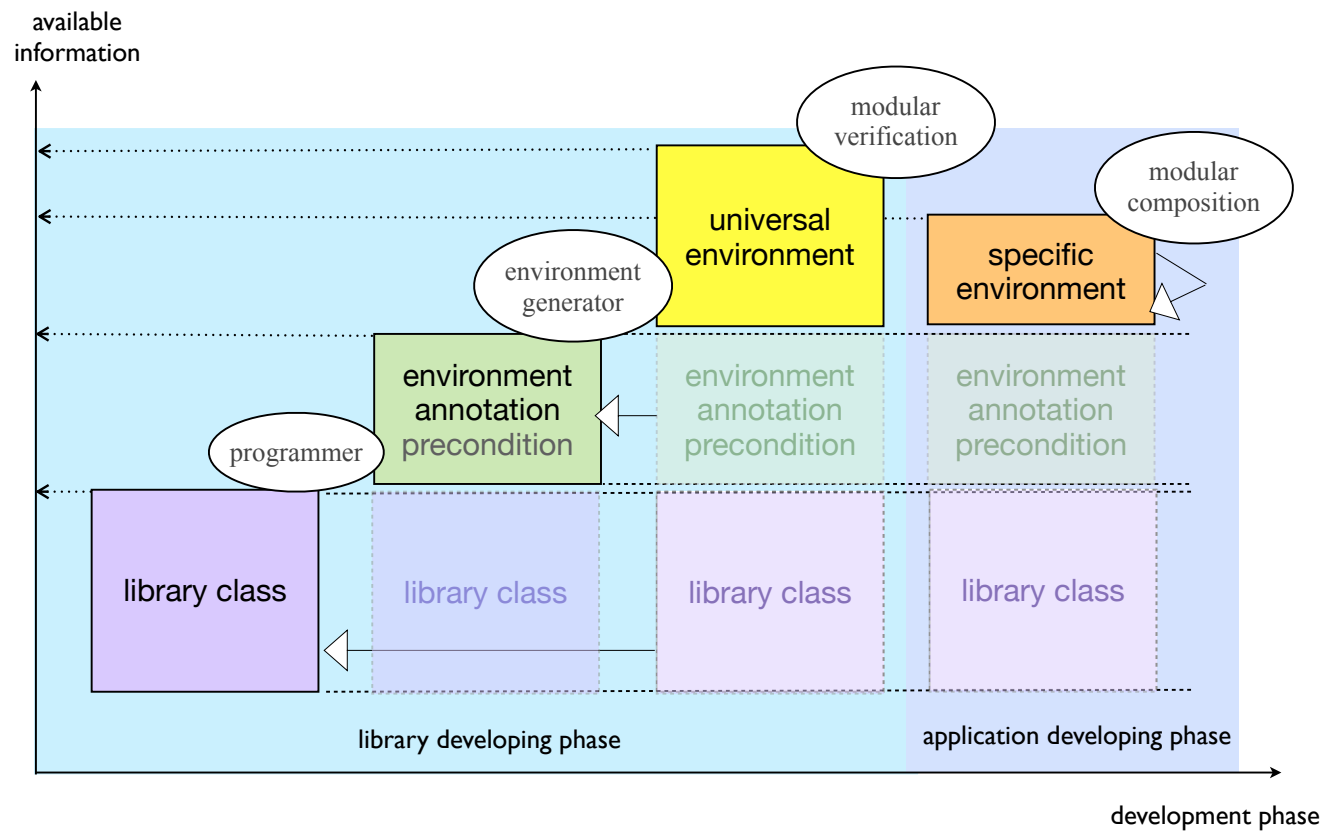 available
information
modular
verification
modular
composition
universal
environment
specific
environment
environment
generator
environment
annotation
precondition
environment
annotation
precondition
environment
annotation
precondition
programmer
library class
library class
library class
library class
library developing phase
application developing phase
development phase